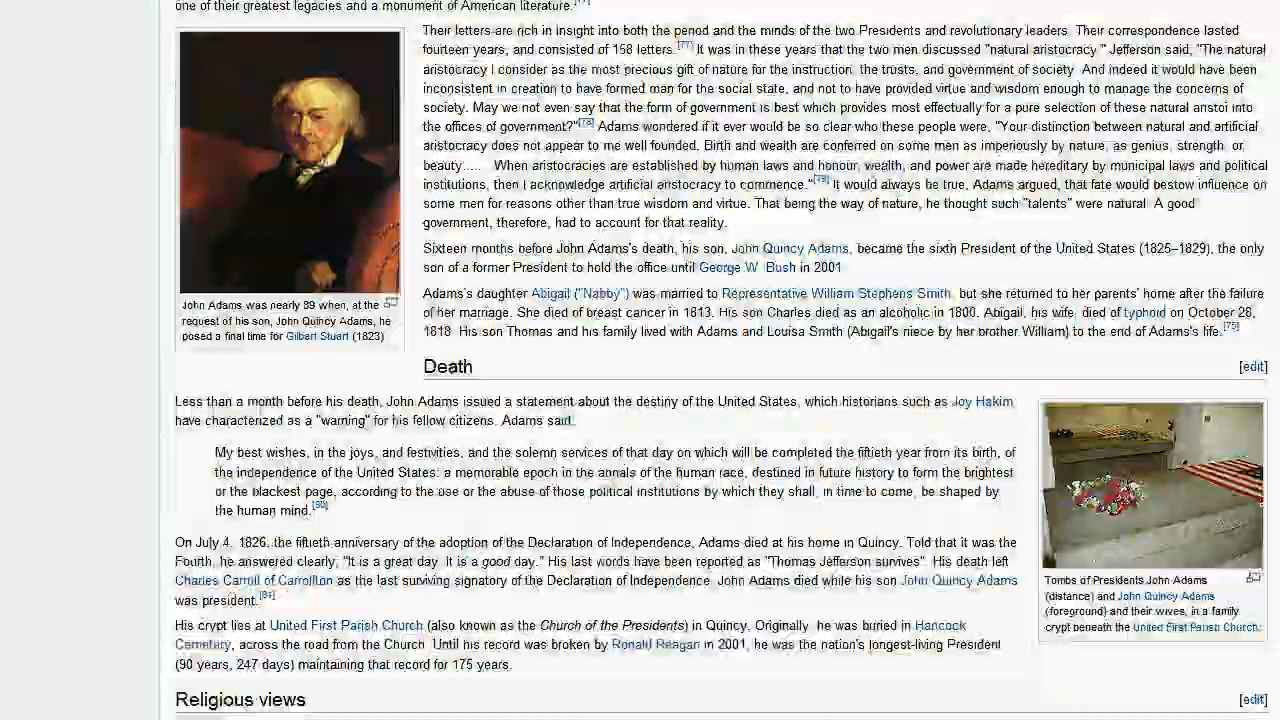 one of their greatest legacies and a monument of American literature.
Their letters are rich in insight into both the period and the minds of the two Presidents and revolutionary leaders. Their correspondence lasted
fourteen years, and consisted of 158 letters.[77] It was in these years that the two men discussed "natural aristocracy." Jefferson said, "The natural
aristocracy I consider as the most precious gift of nature for the instruction, the trusts, and government of society. And indeed it would have been
inconsistent in creation to have formed man for the social state, and not to have provided virtue and wisdom enough to manage the concerns of
society. May we not even say that the form of government is best which provides most effectually for a pure selection of these natural aristoi into
the offices of government?"[78] Adams wondered if it ever would be so clear who these people were, "Your distinction between natural and artificial
aristocracy does not appear to me well founded. Birth and wealth are conferred on some men as imperiously by nature, as genius, strength, or
beauty..... When aristocracies are established by human laws and honour, wealth, and power are made hereditary by municipal laws and political
institutions, then I acknowledge artificial aristocracy to commence."[79] It would always be true, Adams argued, that fate would bestow influence on
some men for reasons other than true wisdom and virtue. That being the way of nature, he thought such "talents" were natural. A good
government, therefore, had to account for that reality.
Sixteen months before John Adams's death, his son, John Quincy Adams, became the sixth President of the United States (1825–1829), the only
son of a former President to hold the office until George W. Bush in 2001.
Adams's daughter Abigail ("Nabby") was married to Representative William Stephens Smith, but she returned to her parents' home after the failure
of her marriage. She died of breast cancer in 1813. His son Charles died as an alcoholic in 1800. Abigail, his wife, died of typhoid on October 28,
1818. His son Thomas and his family lived with Adams and Louisa Smith (Abigail's niece by her brother William) to the end of Adams's life.[75]
John Adams was nearly 89 when, at the
request of his son, John Quincy Adams, he
posed a final time for Gilbert Stuart (1823)
Death [edit]
Less than a month before his death, John Adams issued a statement about the destiny of the United States, which historians such as Joy Hakim
have characterized as a "warning" for his fellow citizens. Adams said:
My best wishes, in the joys, and festivities, and the solemn services of that day on which will be completed the fiftieth year from its birth, of
the independence of the United States: a memorable epoch in the annals of the human race, destined in future history to form the brightest
or the blackest page, according to the use or the abuse of those political institutions by which they shall, in time to come, be shaped by
the human mind.[80]
On July 4, 1826, the fiftieth anniversary of the adoption of the Declaration of Independence, Adams died at his home in Quincy. Told that it was the
Fourth, he answered clearly, "It is a great day. It is a good day." His last words have been reported as "Thomas Jefferson survives". His death left
Charles Carroll of Carrollton as the last surviving signatory of the Declaration of Independence. John Adams died while his son John Quincy Adams
was president.[81]
His crypt lies at United First Parish Church (also known as the Church of the Presidents) in Quincy. Originally, he was buried in Hancock
Cemetery, across the road from the Church. Until his record was broken by Ronald Reagan in 2001, he was the nation's longest-living President
(90 years, 247 days) maintaining that record for 175 years.
Tombs of Presidents John Adams
(distance) and John Quincy Adams
(foreground) and their wives, in a family
crypt beneath the United First Parish Church.
Religious views [edit]